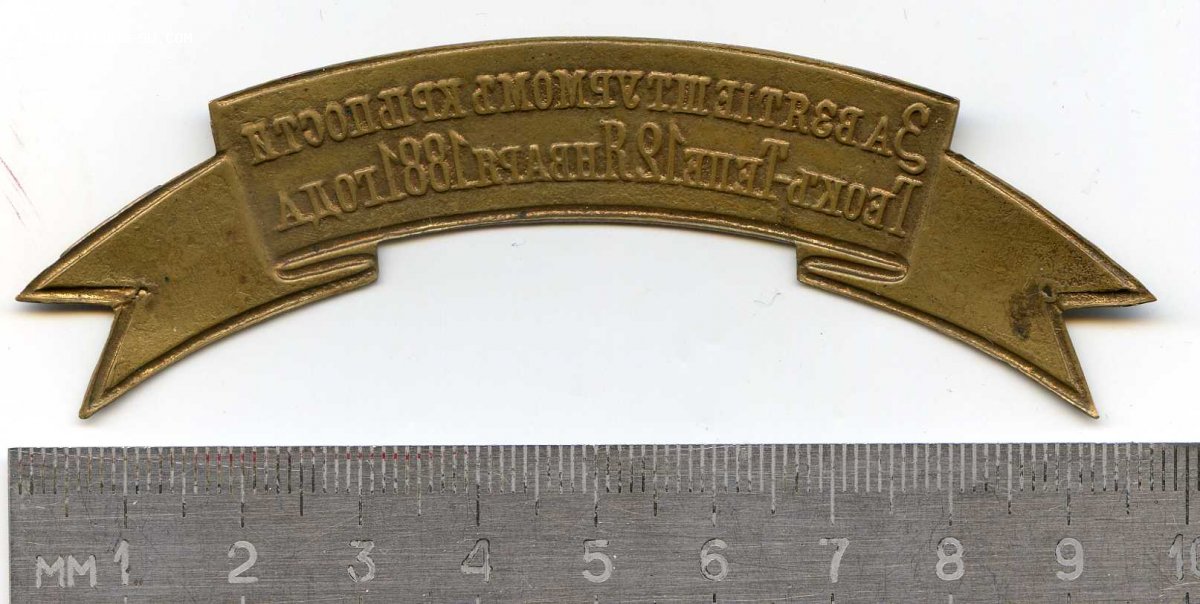 ЗА ВЗЯТІЕ ШТУРМОМЪ КРѢПОСТИ
ГЕОКЪ-ТЕПЕ 12 ЯНВАРЯ 1881 ГОДА
мм 1 2 3 4 5 6 7 8 9 10